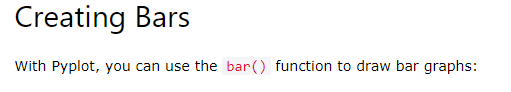 Creating Bars
With Pyplot, you can use the bar() function to draw bar graphs: